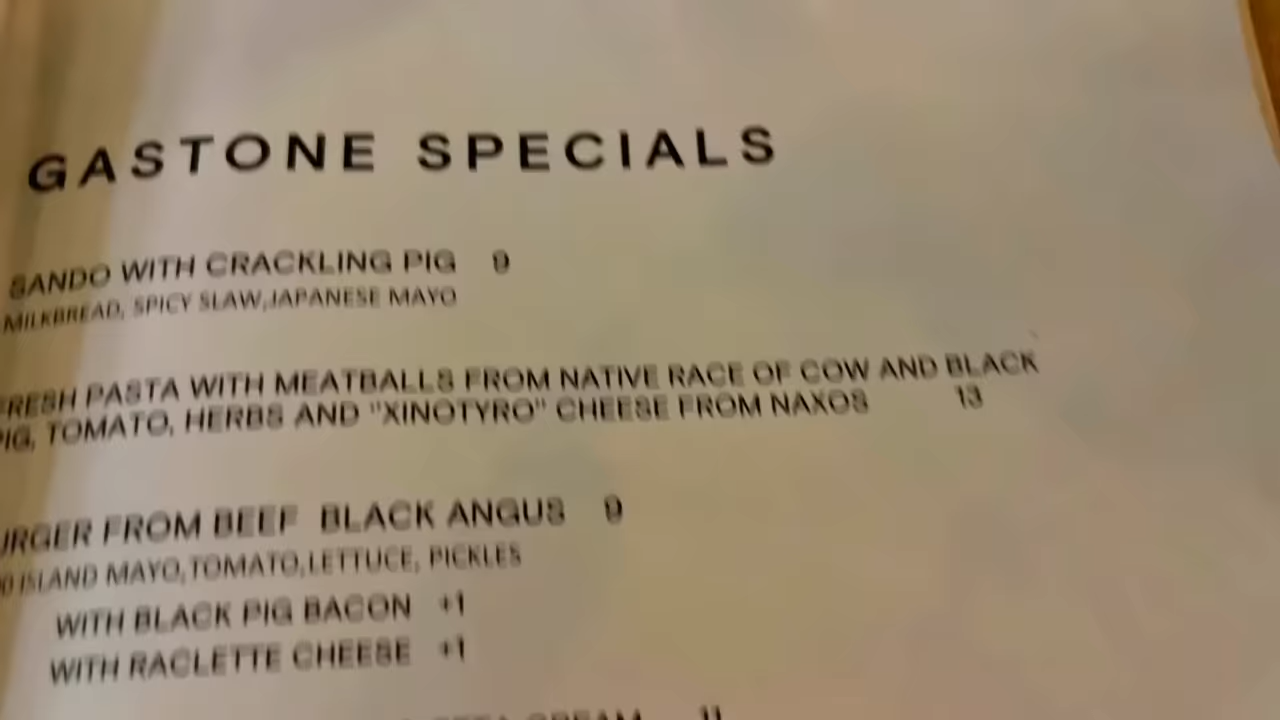 GASTONE SPECIALS
SANDO WITH CRACKLING PIG 9
MILKBREAD, SPICY SLAW,JAPANESE MAYO
FRESH PASTA WITH MEATBALLS FROM NATIVE RACE OF COW AND BLACK
PIG, TOMATO, HERBS AND "XINOTYRO" CHEESE FROM NAXOS 13
URGER FROM BEEF BLACK ANGUS 9
ISLAND MAYO,TOMATO,LETTUCE, PICKLES
WITH BLACK PIG BACON +1
WITH RACLETTE CHEESE +1
CREAM 11